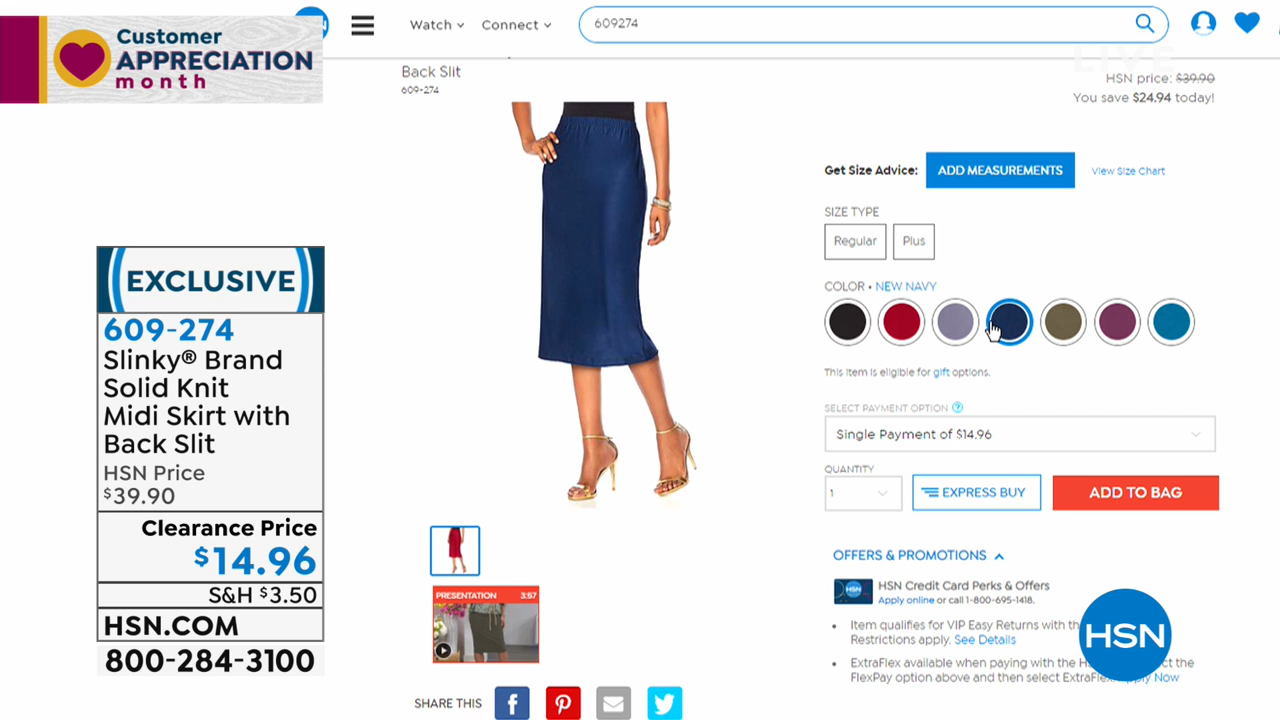 Customer
APPRECIATION
month
Watch
Connect
609274
LIVE
Back Slit
609-274
HSN price: $39.90
You save $24.94 today!
Get Size Advice:
ADD MEASUREMENTS
View Size Chart
SIZE TYPE
Regular
Plus
COLOR • NEW NAVY
This item is eligible for gift options.
SELECT PAYMENT OPTION ?
Single Payment of $14.96
QUANTITY
1
EXPRESS BUY
ADD TO BAG
OFFERS & PROMOTIONS
HSN
HSN Credit Card Perks & Offers
Apply online or call 1-800-695-1418.
• Item qualifies for VIP Easy Returns with
Restrictions apply. See Details
• ExtraFlex available when paying with the
FlexPay option above and then select
Now
HSN
EXCLUSIVE
609-274
Slinky® Brand
Solid Knit
Midi Skirt with
Back Slit
HSN Price
$39.90
Clearance Price
$14.96
S&H $3.50
HSN.COM
800-284-3100
PRESENTATION 3:57
SHARE THIS